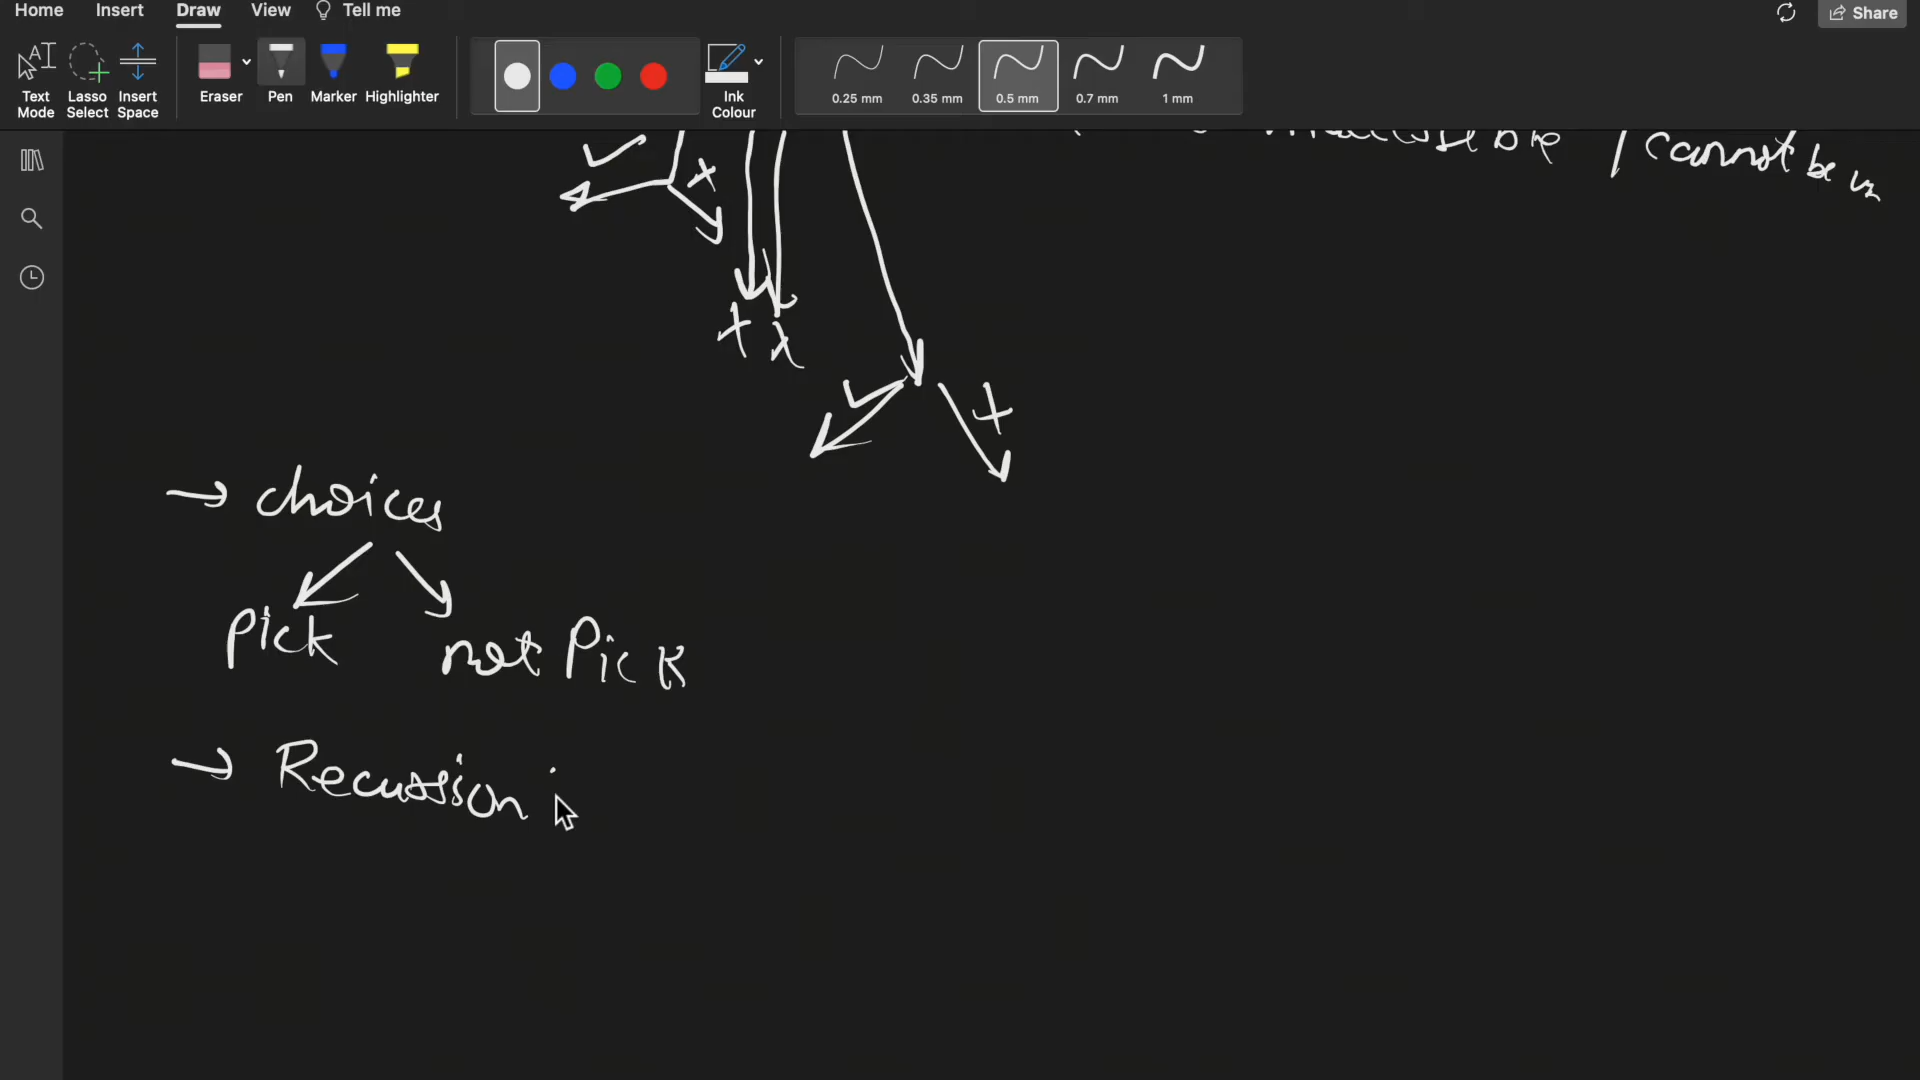 Home Insert Draw View Tell me Share
Text Mode Lasso Select Insert Space Eraser Pen Marker Highlighter Ink Colour 0.25 mm 0.35 mm 0.5 mm 0.7 mm 1 mm
/ cannot be
✓ x
x x
✓ x
→ choices
Pick not Pick
→ Recursion i